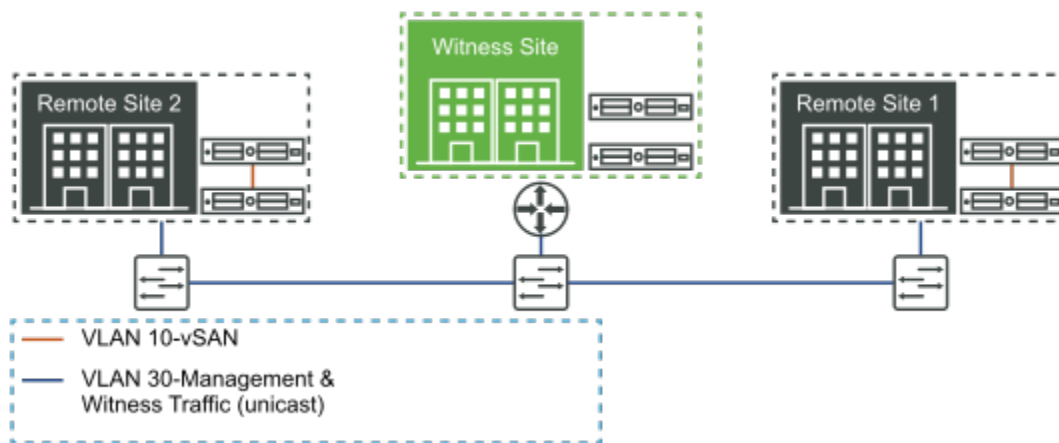 Witness Site
Remote Site 2
Remote Site 1
VLAN 10-vSAN
VLAN 30-Management &
Witness Traffic (unicast)